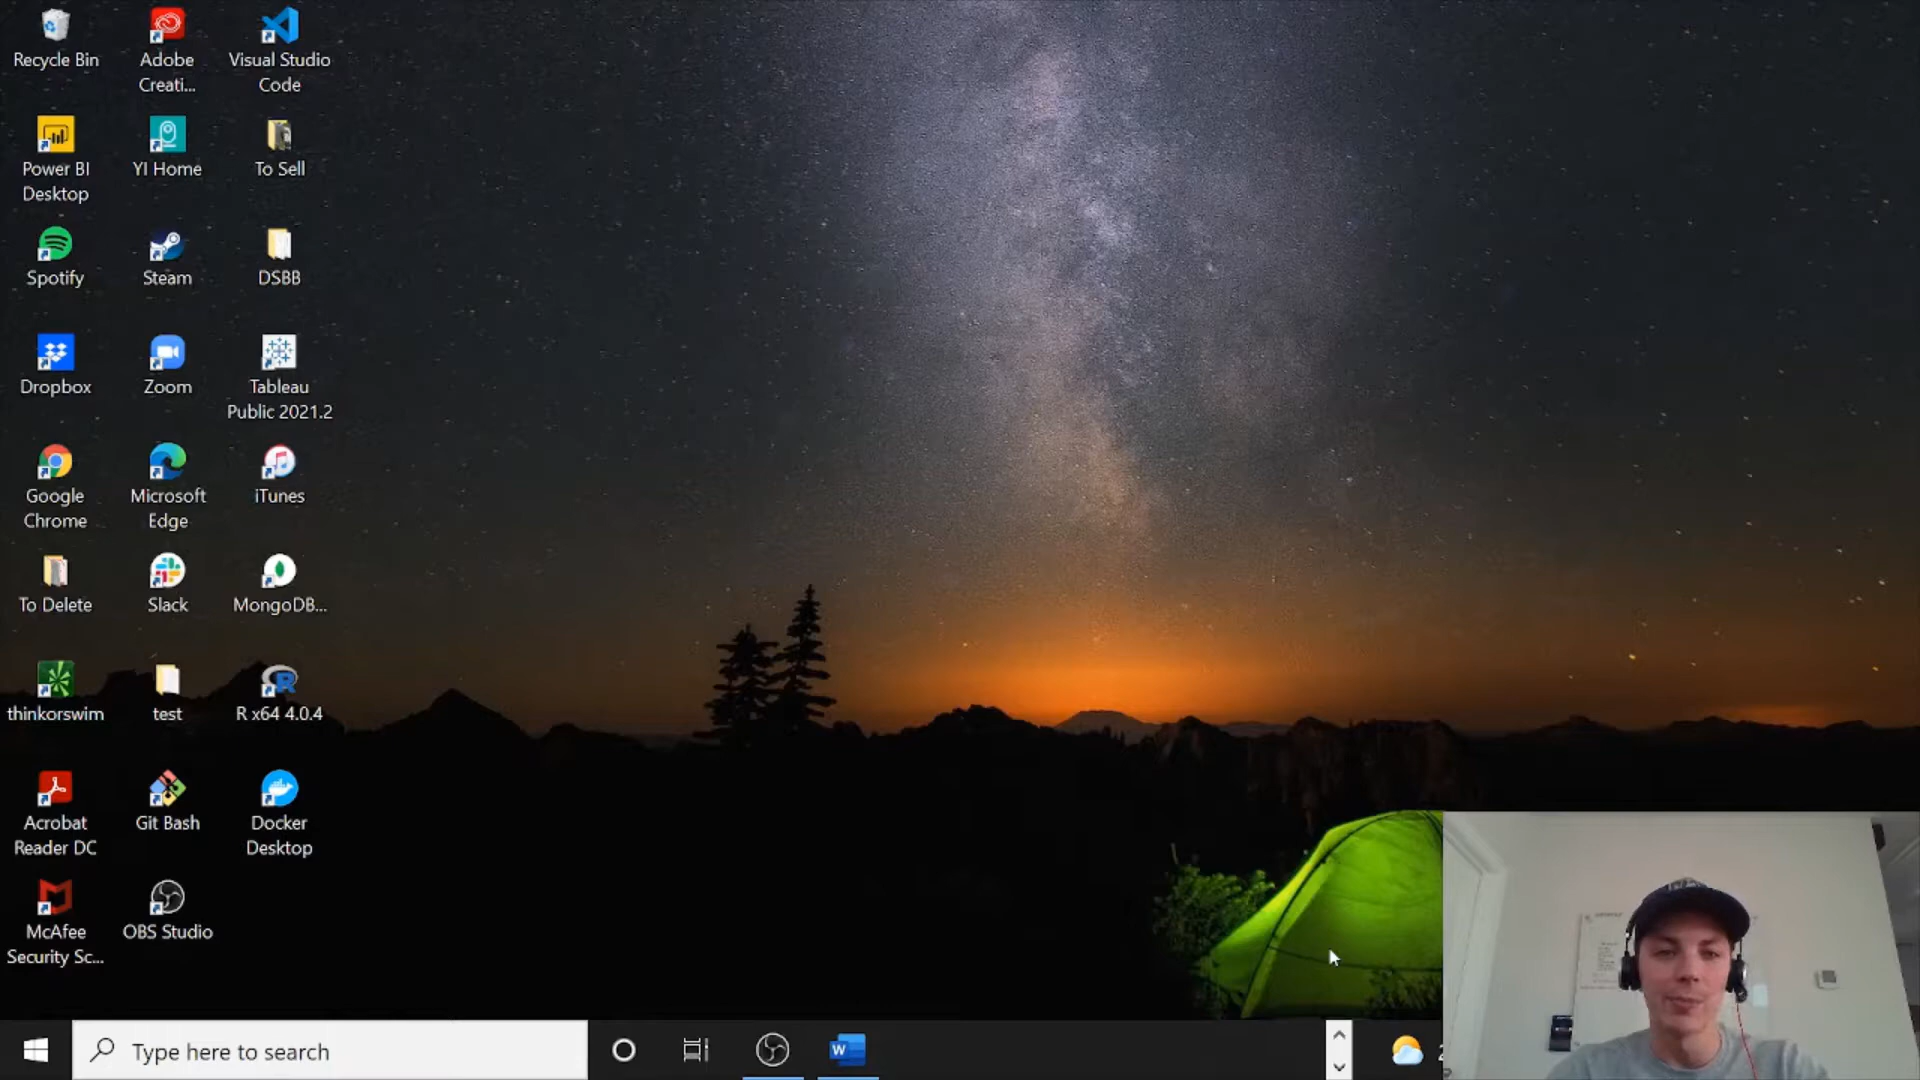 Recycle Bin
Adobe
Creati...
Visual Studio
Code
Power BI
Desktop
YI Home
To Sell
Spotify
Steam
DSBB
Dropbox
Zoom
Tableau
Public 2021.2
Google
Chrome
Microsoft
Edge
iTunes
To Delete
Slack
MongoDB...
thinkorswim
test
R x64 4.0.4
Acrobat
Reader DC
Git Bash
Docker
Desktop
McAfee
Security Sc...
OBS Studio
Type here to search